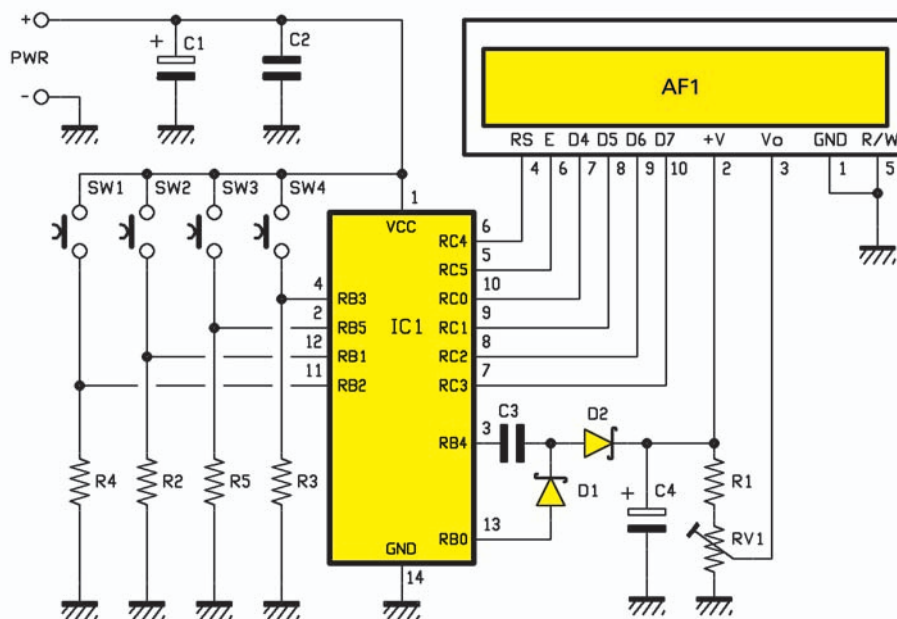 +
PWR
-
+
C1
C2
AF1
RS E D4 D5 D6 D7 +V Vo GND R/W
4 6 7 8 9 10 2 3 1 5
SW1 SW2 SW3 SW4
1
VCC
6
RC4
5
RC5
4
RB3
10
RC0
IC1
2
RB5
9
RC1
12
RB1
8
RC2
11
RB2
7
RC3
3
RB4
C3
D2
D1
+
C4
R1
RV1
R4 R2 R5 R3
13
RB0
GND
14